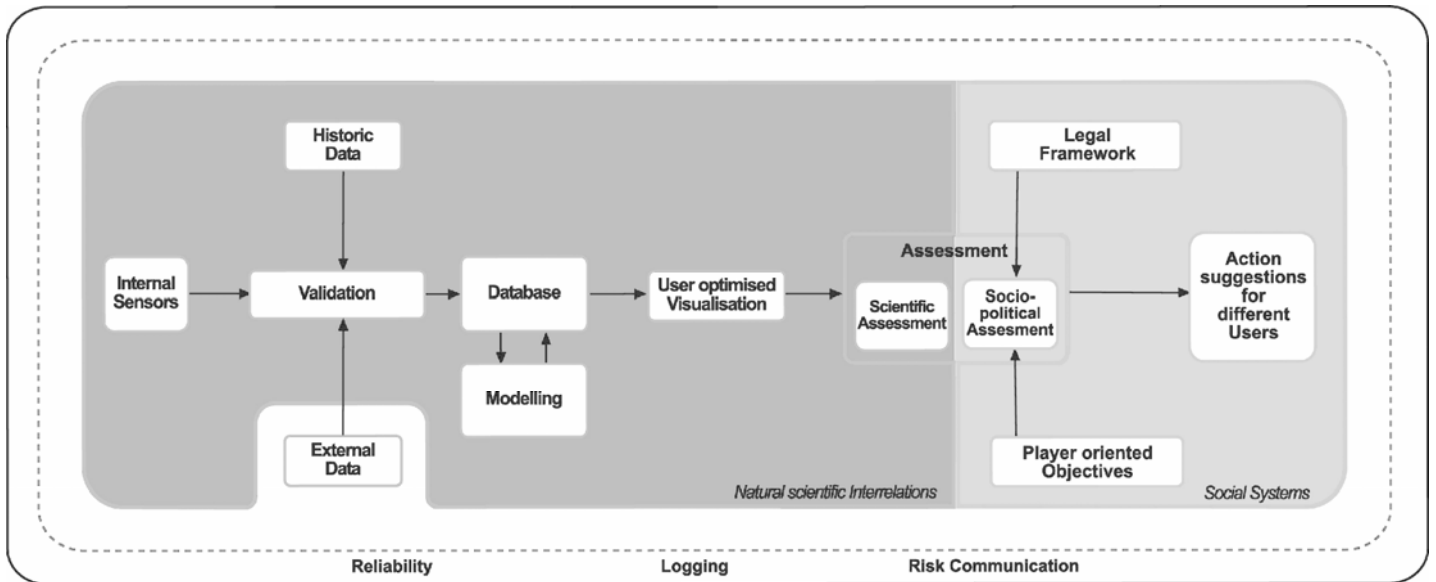 Historic
Data
Legal
Framework
Internal
Sensors
Validation
Database
User optimised
Visualisation
Assessment
Scientific
Assessment
Socio-
political
Assesment
Action
suggestions
for
different
Users
Modelling
External
Data
Player oriented
Objectives
Natural scientific Interrelations
Social Systems
Reliability
Logging
Risk Communication